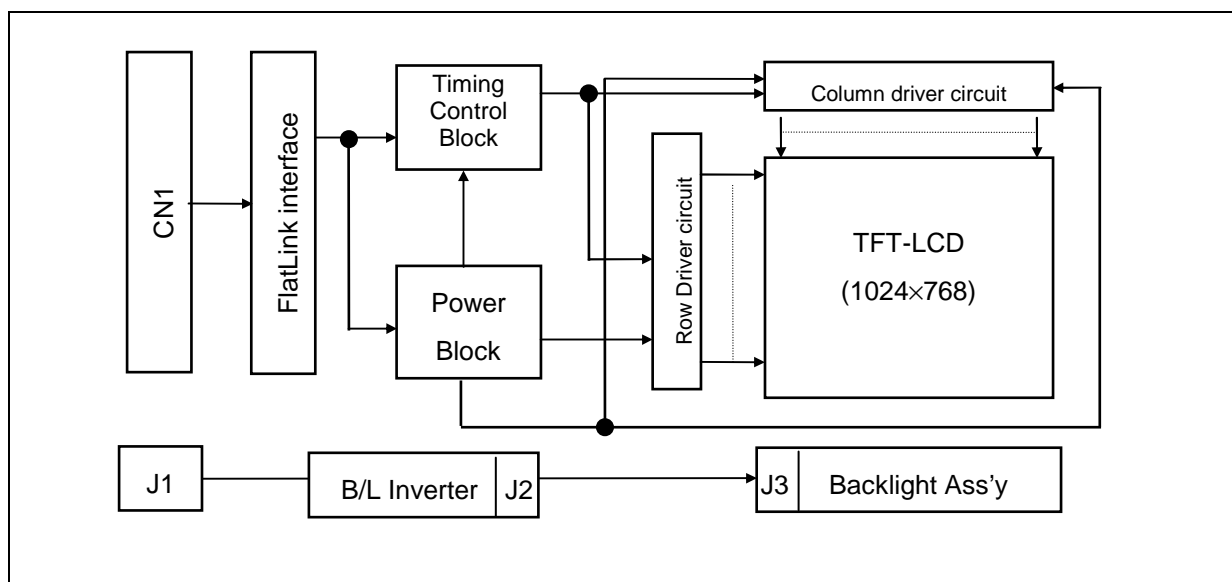 CN1
FlatLink interface
Timing
Control
Block
Power
Block
Row Driver circuit
Column driver circuit
TFT-LCD
(1024×768)
J1
B/L Inverter
J2
J3
Backlight Ass'y